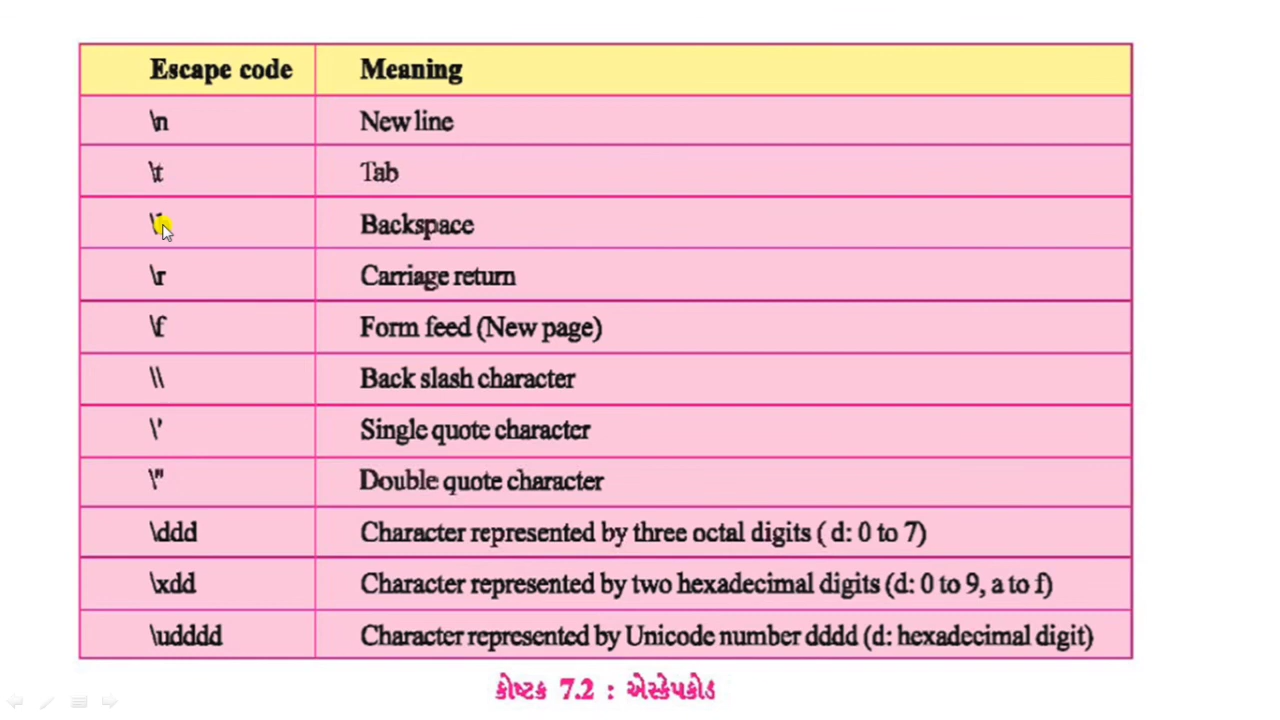 Escape code Meaning
\n New line
\t Tab
\ Backspace
\r Carriage return
\f Form feed (New page)
\\ Back slash character
\' Single quote character
\" Double quote character
\ddd Character represented by three octal digits ( d: 0 to 7)
\xdd Character represented by two hexadecimal digits (d: 0 to 9, a to f)
\udddd Character represented by Unicode number dddd (d: hexadecimal digit)
કોષ્ટક 7.2 : એસ્કેપકોડ